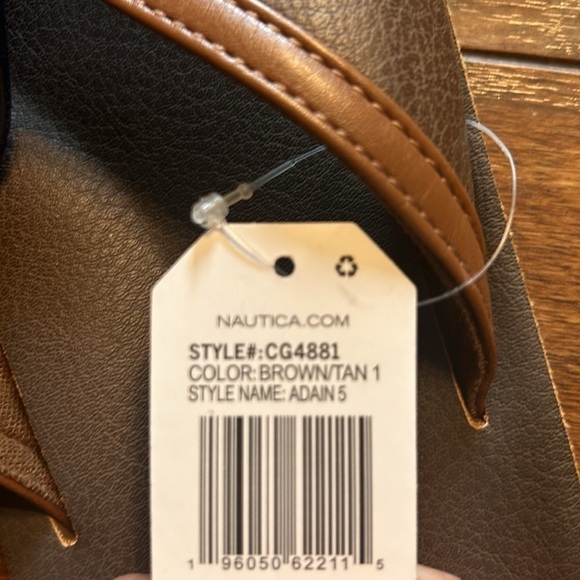 NAUTICA.COM
STYLE#:CG4881
COLOR:BROWN/TAN 1
STYLE NAME: ADAIN 5
1 96050 62211 5